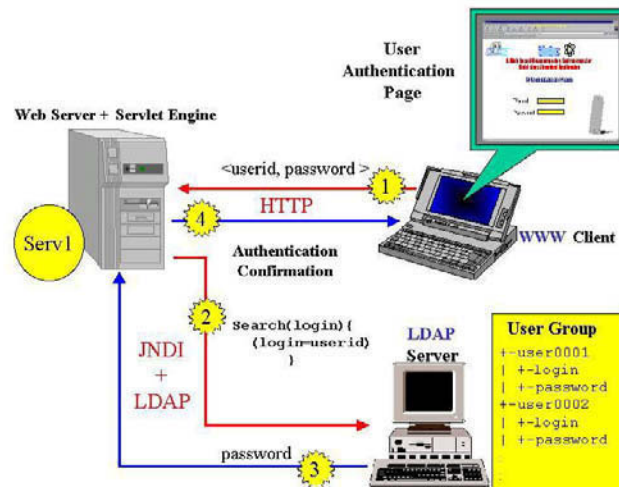 User
Authentication
Page
Web Server + Servlet Engine
<userid, password >
1
4
HTTP
Serv1
WWW Client
Authentication
Confirmation
2
Search(login){
(login=userid)
}
JNDI
+
LDAP
LDAP
Server
password
3
User Group
+-user0001
| +-login
| +-password
+-user0002
| +-login
| +-password